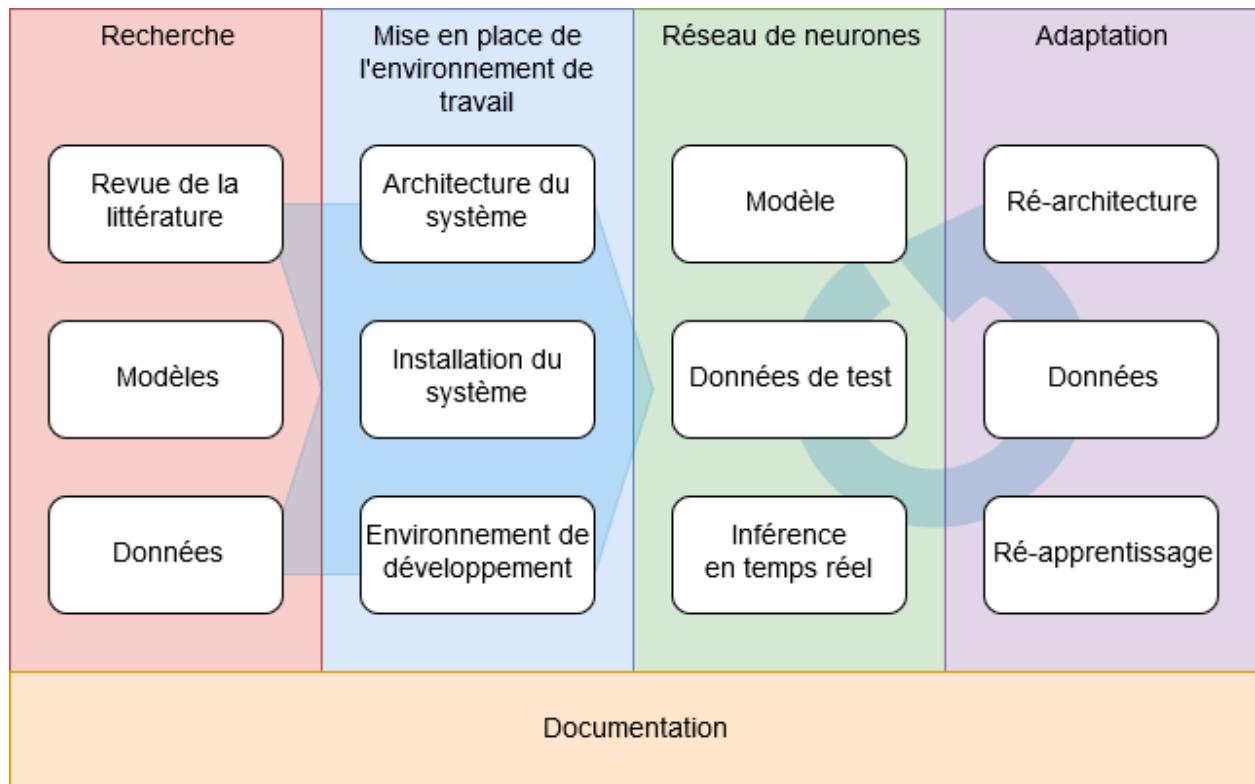 Recherche
Mise en place de
l'environnement de
travail
Réseau de neurones
Adaptation
Revue de la
littérature
Architecture du
système
Modèle
Ré-architecture
Modèles
Installation du
système
Données de test
Données
Données
Environnement de
développement
Inférence
en temps réel
Ré-apprentissage
Documentation